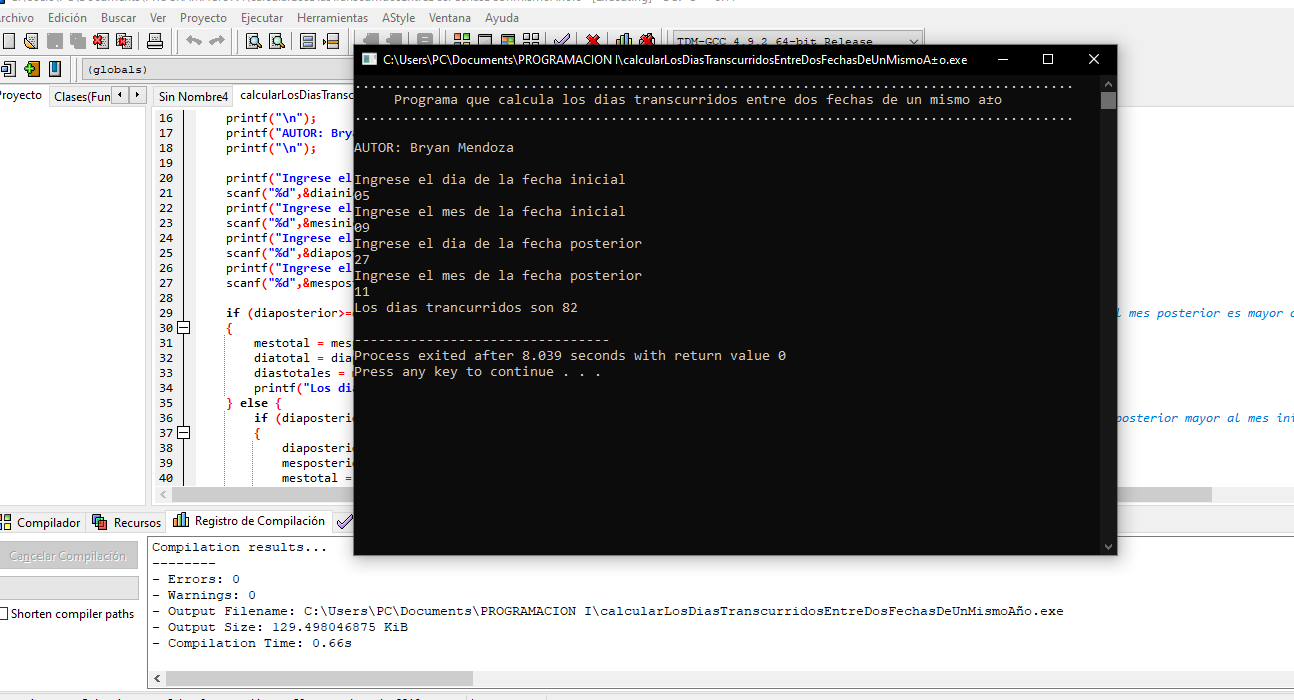 Edición Buscar Ver Proyecto Ejecutar Herramientas AStyle Ventana Ayuda
TDM-GCC 4.9.2 64-bit Release
(globals)
Clases(Fun
Sin Nombre4
calcularLosDiasTransc
16 printf("\n");
17 printf("AUTOR: Bry
18 printf("\n");
19
20 printf("Ingrese el
21 scanf("%d",&diaini
22 printf("Ingrese el
23 scanf("%d",&mesini
24 printf("Ingrese el
25 scanf("%d",&diapos
26 printf("Ingrese el
27 scanf("%d",&mespos
28
29 if (diaposterior>= l mes posterior es mayor
30 {
31 mestotal = mes
32 diatotal = dia
33 diastotales =
34 printf("Los di
35 } else {
36 if (diaposteri posterior mayor al mes ini
37 {
38 diaposteri
39 mesposteri
40 mestotal =
C:\Users\PC\Documents\PROGRAMACION I\calcularLosDiasTranscurridosEntreDosFechasDeUnMismoA±o.exe
..........................................................................................
Programa que calcula los dias transcurridos entre dos fechas de un mismo a±o
..........................................................................................
AUTOR: Bryan Mendoza
Ingrese el dia de la fecha inicial
05
Ingrese el mes de la fecha inicial
09
Ingrese el dia de la fecha posterior
27
Ingrese el mes de la fecha posterior
11
Los dias trancurridos son 82
--------------------------------
Process exited after 8.039 seconds with return value 0
Press any key to continue . . .
Compilador
Recursos
Registro de Compilación
Cancelar Compilación
Shorten compiler paths
Compilation results...
--------
- Errors: 0
- Warnings: 0
- Output Filename: C:\Users\PC\Documents\PROGRAMACION I\calcularLosDiasTranscurridosEntreDosFechasDeUnMismoAño.exe
- Output Size: 129.498046875 KiB
- Compilation Time: 0.66s